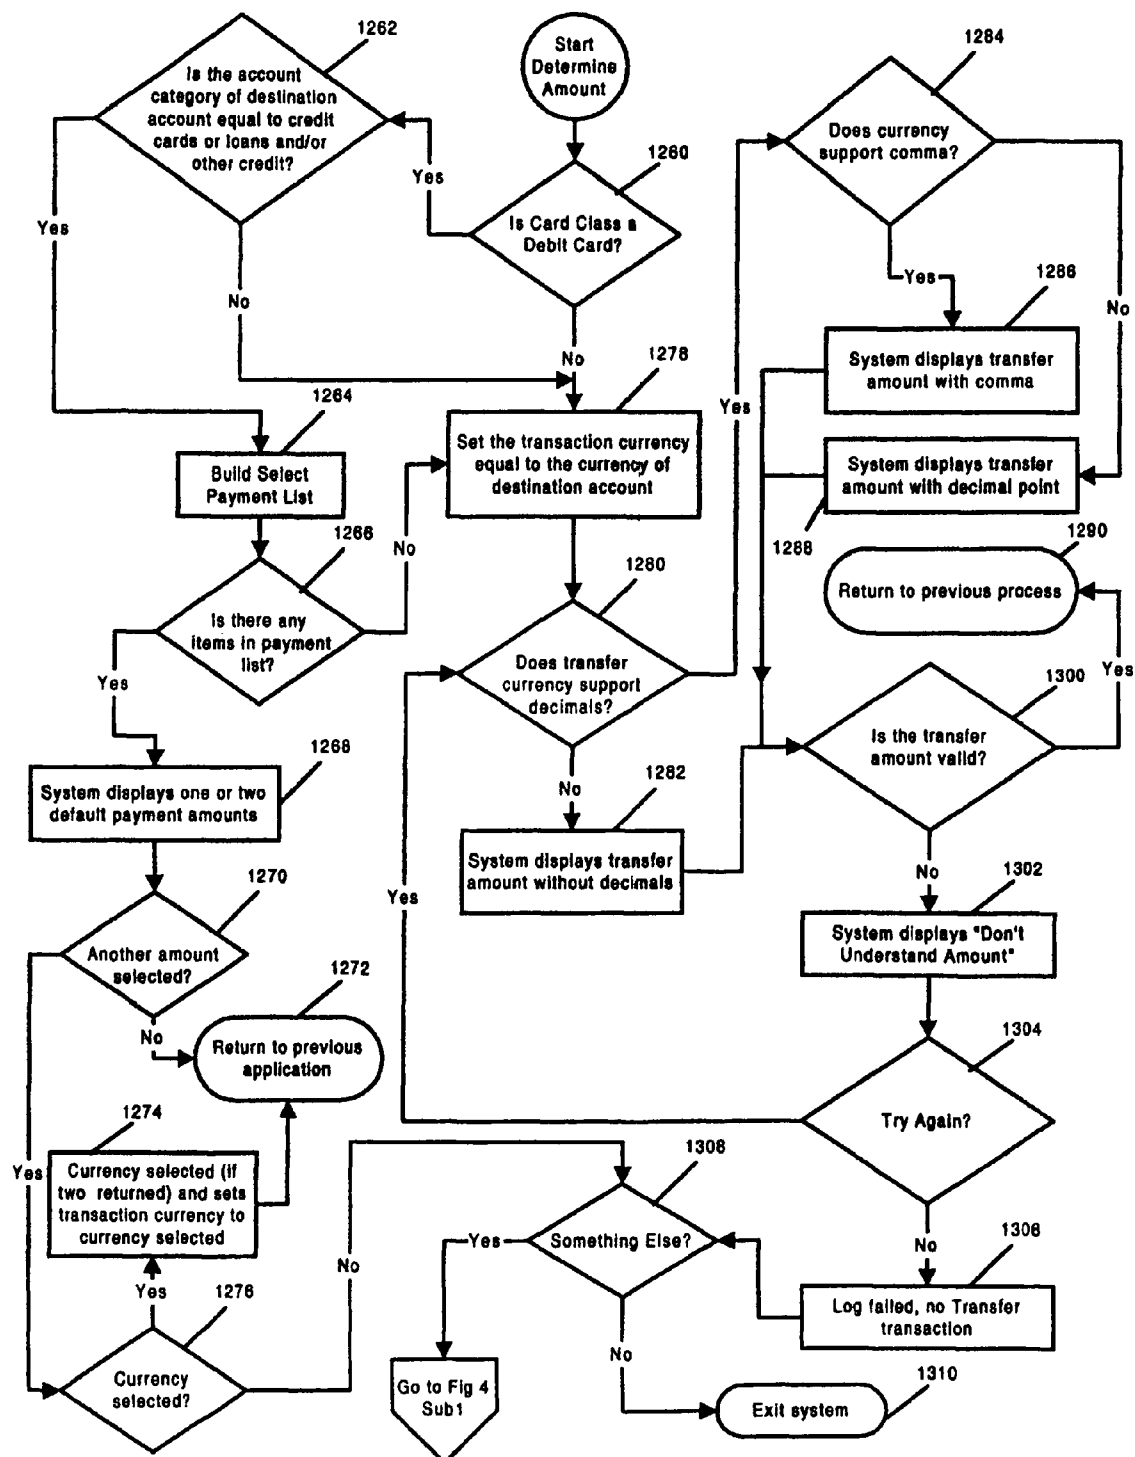 1262
Is the account
category of destination
account equal to credit
cards or loans and/or
other credit?
Start
Determine
Amount
1284
Does currency
support comma?
1260
Is Card Class a
Debit Card?
Yes
Yes
Yes
No
No
No
Yes
1286
System displays transfer
amount with comma
1278
Set the transaction currency
equal to the currency of
destination account
1264
Build Select
Payment List
System displays transfer
amount with decimal point
1288
1290
Return to previous process
1266
Is there any
items in payment
list?
No
Yes
1280
Does transfer
currency support
decimals?
Yes
1300
Is the transfer
amount valid?
Yes
1268
System displays one or two
default payment amounts
No
1282
System displays transfer
amount without decimals
No
1302
System displays "Don't
Understand Amount"
1270
Another amount
selected?
Yes
No
1272
Return to previous
application
1304
Try Again?
1274
Currency selected (if
two returned) and sets
transaction currency to
currency selected
Yes
1308
Something Else?
Yes
No
No
1306
Log failed, no Transfer
transaction
Yes
1276
Currency
selected?
No
Go to Fig 4
Sub1
1310
Exit system